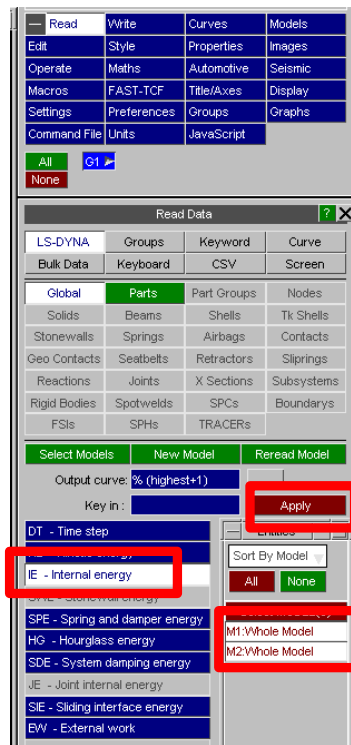 Read Write Curves Models
Edit Style Properties Images
Operate Maths Automotive Seismic
Macros FAST-TCF Title/Axes Display
Settings Preferences Groups Graphs
Command File Units JavaScript
All G1
None
Read Data ? X
LS-DYNA Groups Keyword Curve
Bulk Data Keyboard CSV Screen
Global Parts Part Groups Nodes
Solids Beams Shells Tk Shells
Stonewalls Springs Airbags Contacts
Geo Contacts Seatbelts Retractors Sliprings
Reactions Joints X Sections Subsystems
Rigid Bodies Spotwelds SPCs Boundarys
FSIs SPHs TRACERs
Select Models New Model Reread Model
Output curve: % (highest+1)
Key in : Apply
DT - Time step
IE - Internal energy
SPE - Spring and damper energy
HG - Hourglass energy
SDE - System damping energy
JE - Joint internal energy
SIE - Sliding interface energy
EW - External work
Sort By Model
All None
M1:Whole Model
M2:Whole Model